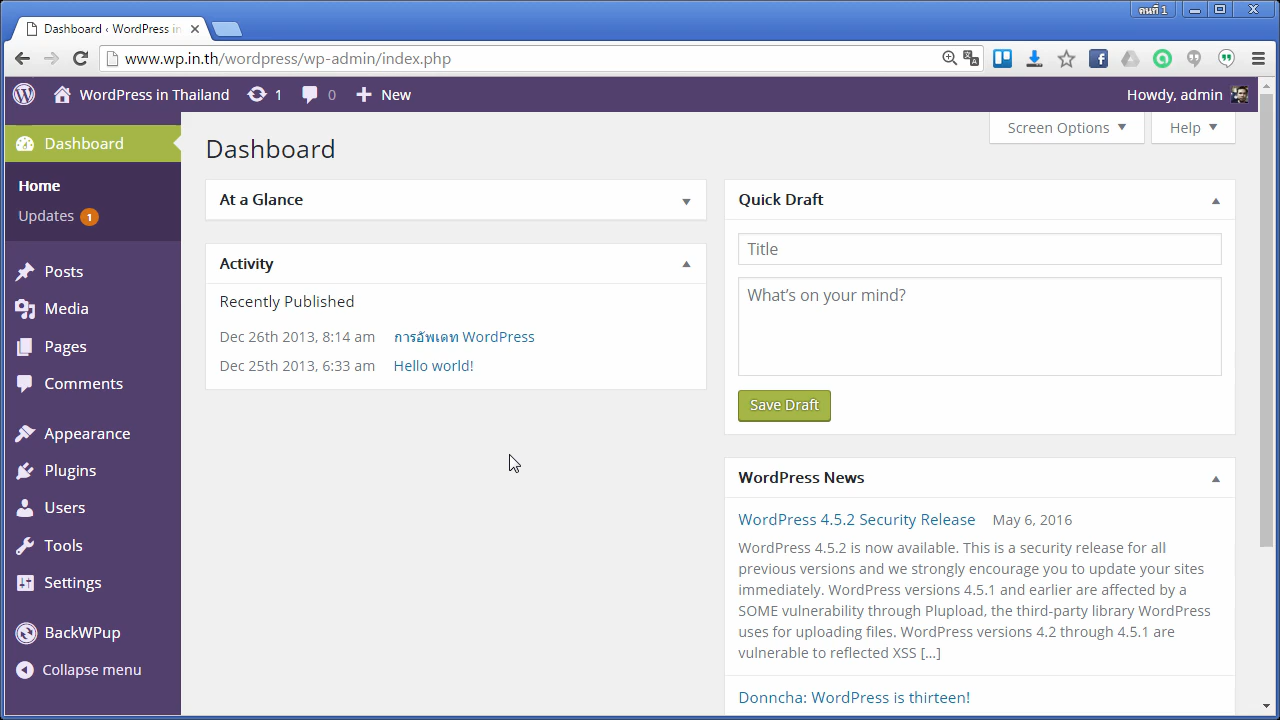 คนที่ 1
Dashboard ‹ WordPress in
www.wp.in.th/wordpress/wp-admin/index.php
WordPress in Thailand 1 0 New Howdy, admin
Screen Options Help
Dashboard
Home
Updates 1
Posts
Media
Pages
Comments
Appearance
Plugins
Users
Tools
Settings
BackWPup
Collapse menu
Dashboard
At a Glance
Activity
Recently Published
Dec 26th 2013, 8:14 am การอัพเดท WordPress
Dec 25th 2013, 6:33 am Hello world!
Quick Draft
Title
What's on your mind?
Save Draft
WordPress News
WordPress 4.5.2 Security Release May 6, 2016
WordPress 4.5.2 is now available. This is a security release for all
previous versions and we strongly encourage you to update your sites
immediately. WordPress versions 4.5.1 and earlier are affected by a
SOME vulnerability through Plupload, the third-party library WordPress
uses for uploading files. WordPress versions 4.2 through 4.5.1 are
vulnerable to reflected XSS […]
Donncha: WordPress is thirteen!